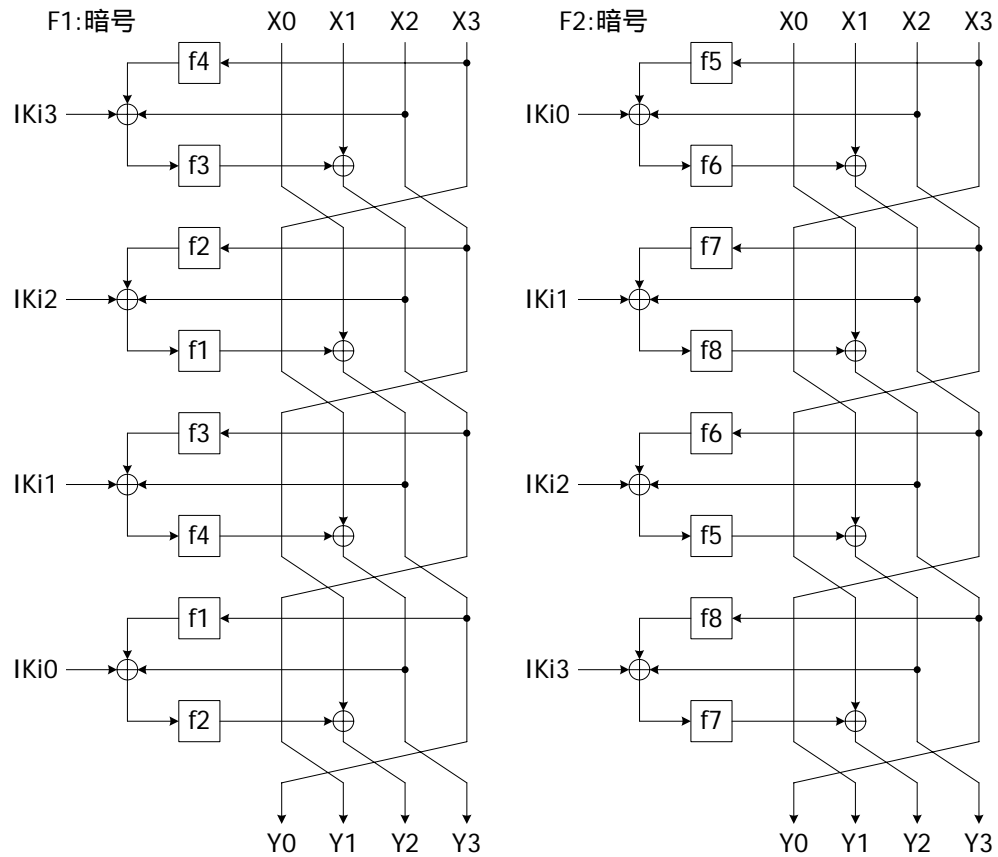 F1:暗号 X0 X1 X2 X3
f4
IKi3
f3
f2
IKi2
f1
f3
IKi1
f4
f1
IKi0
f2
Y0 Y1 Y2 Y3
F2:暗号 X0 X1 X2 X3
f5
IKi0
f6
f7
IKi1
f8
f6
IKi2
f5
f8
IKi3
f7
Y0 Y1 Y2 Y3